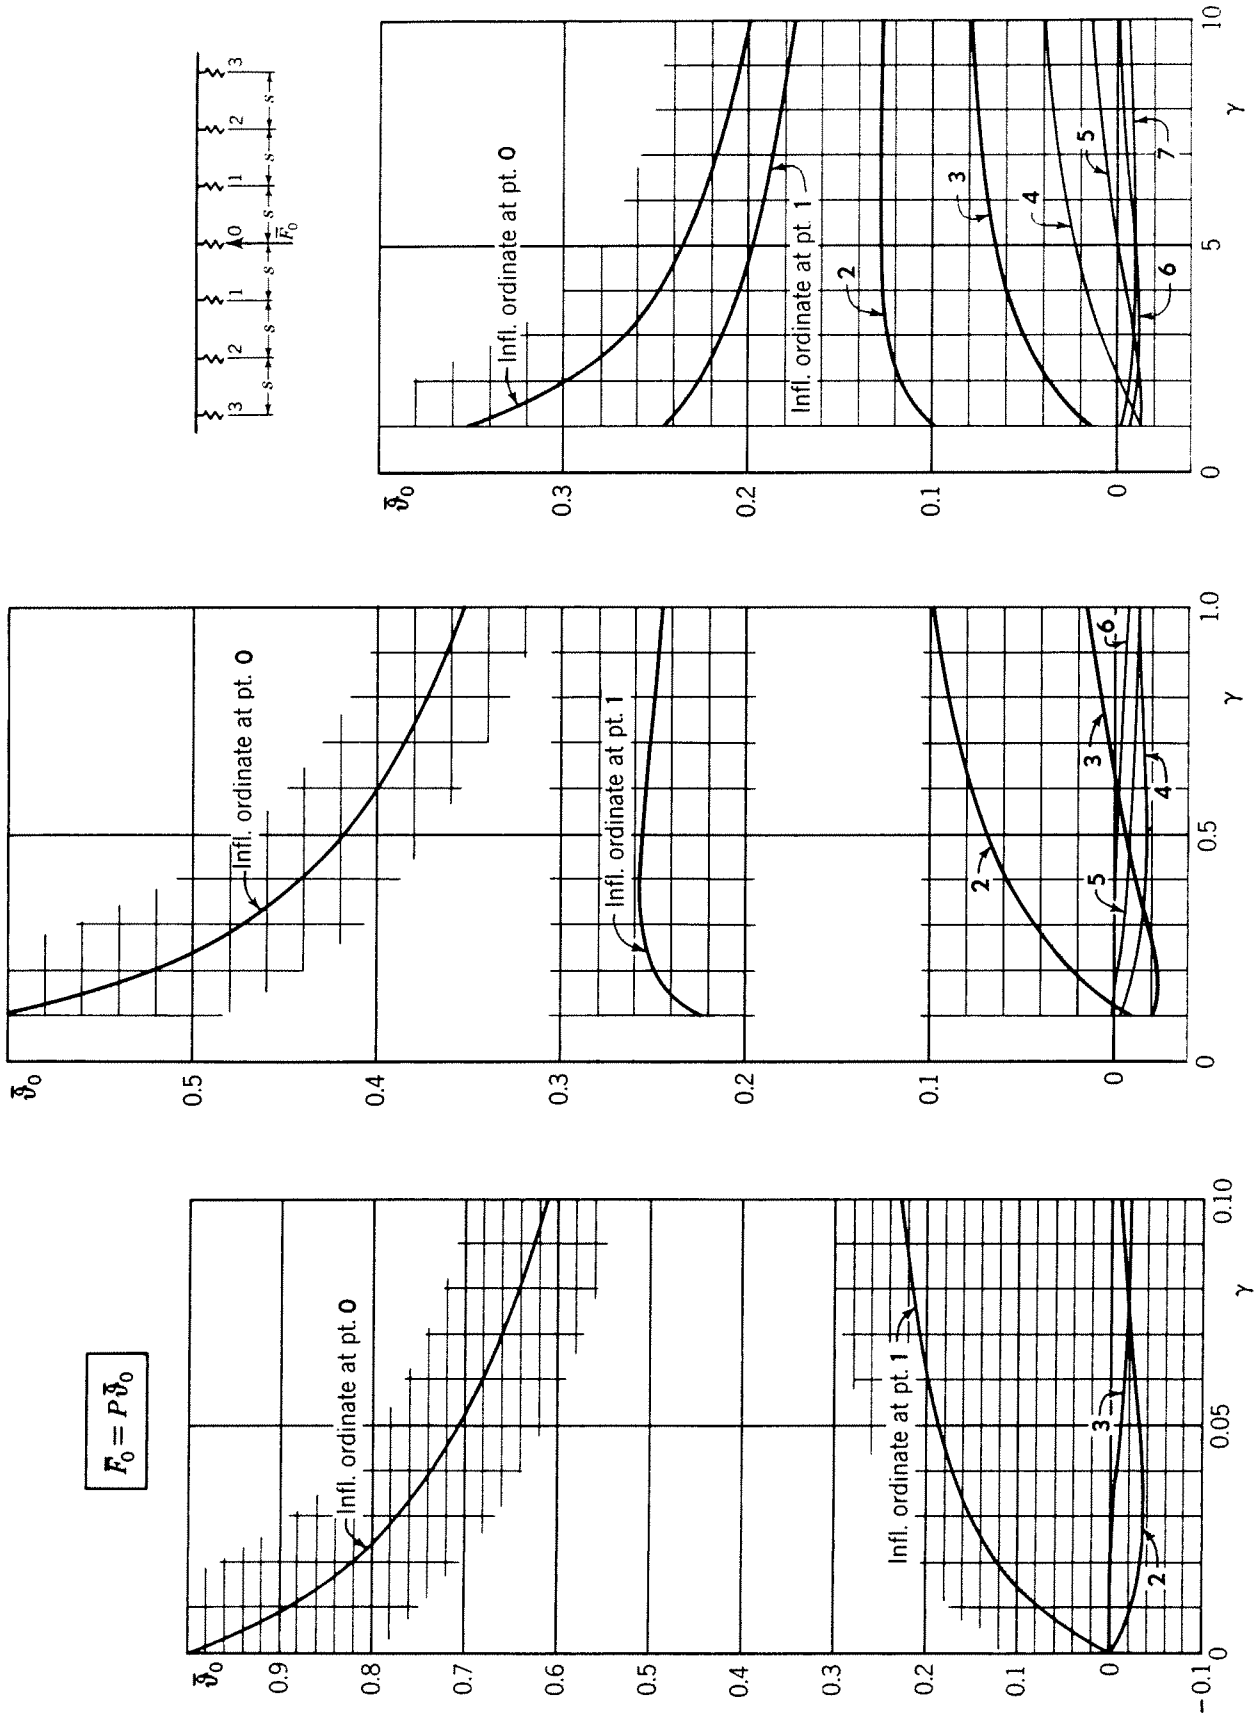 F̄₀ = Pϑ̄₀
ϑ̄₀
0.9
0.8
0.7
0.6
0.5
0.4
0.3
0.2
0.1
0
−0.1
0
0.05
0.10
γ
Infl. ordinate at pt. 0
Infl. ordinate at pt. 1
2
3
ϑ̄₀
0.5
0.4
0.3
0.2
0.1
0
0
0.5
1.0
γ
Infl. ordinate at pt. 0
Infl. ordinate at pt. 1
2
3
4
5
6
3
2
1
0
1
2
3
s
s
s
s
s
s
F̄₀
ϑ̄₀
0.3
0.2
0.1
0
0
5
10
γ
Infl. ordinate at pt. 0
Infl. ordinate at pt. 1
2
3
4
5
6
7